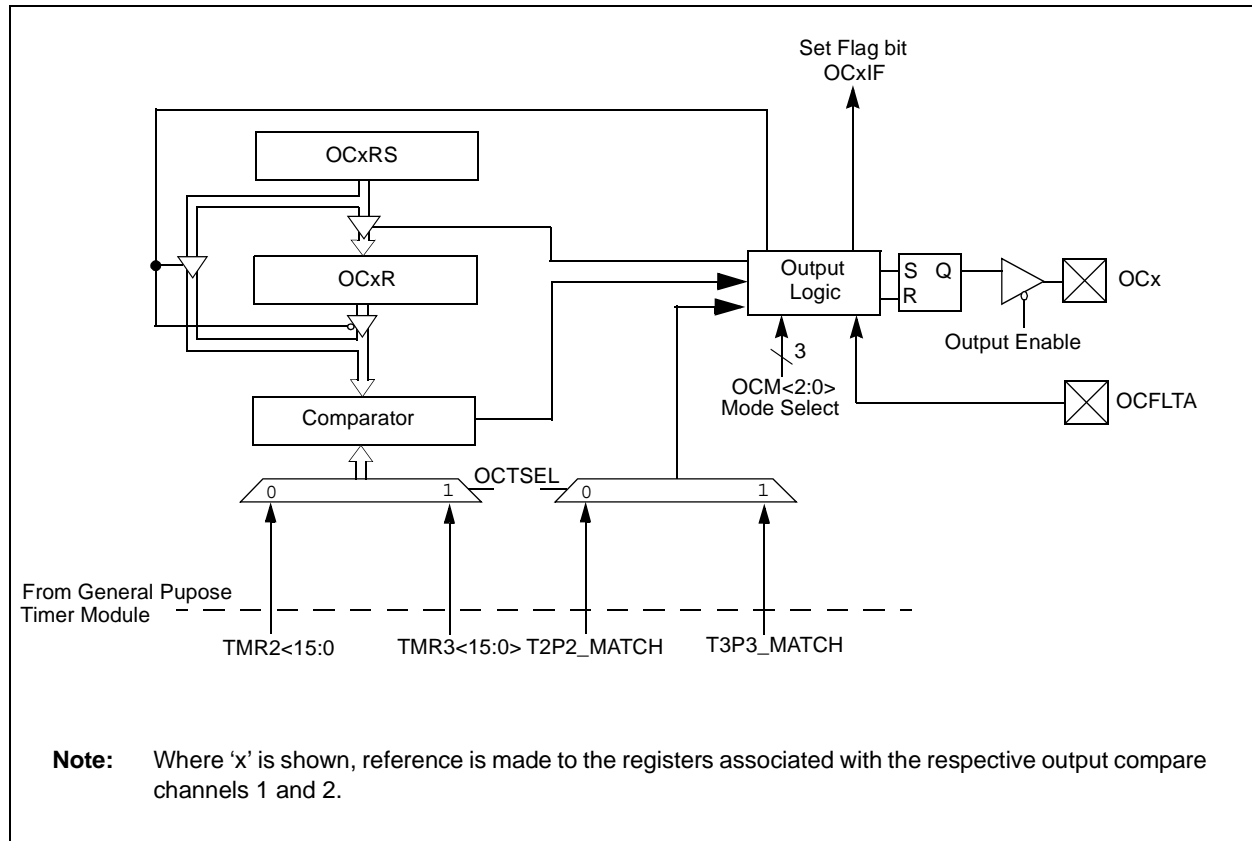 Set Flag bit
OCxIF
OCxRS
OCxR
Output
Logic
S Q
R
OCx
Output Enable
3
OCM<2:0>
Mode Select
OCFLTA
Comparator
OCTSEL
0 1
0 1
From General Pupose
Timer Module
TMR2<15:0
TMR3<15:0>
T2P2_MATCH
T3P3_MATCH
Note: Where ‘x’ is shown, reference is made to the registers associated with the respective output compare
channels 1 and 2.